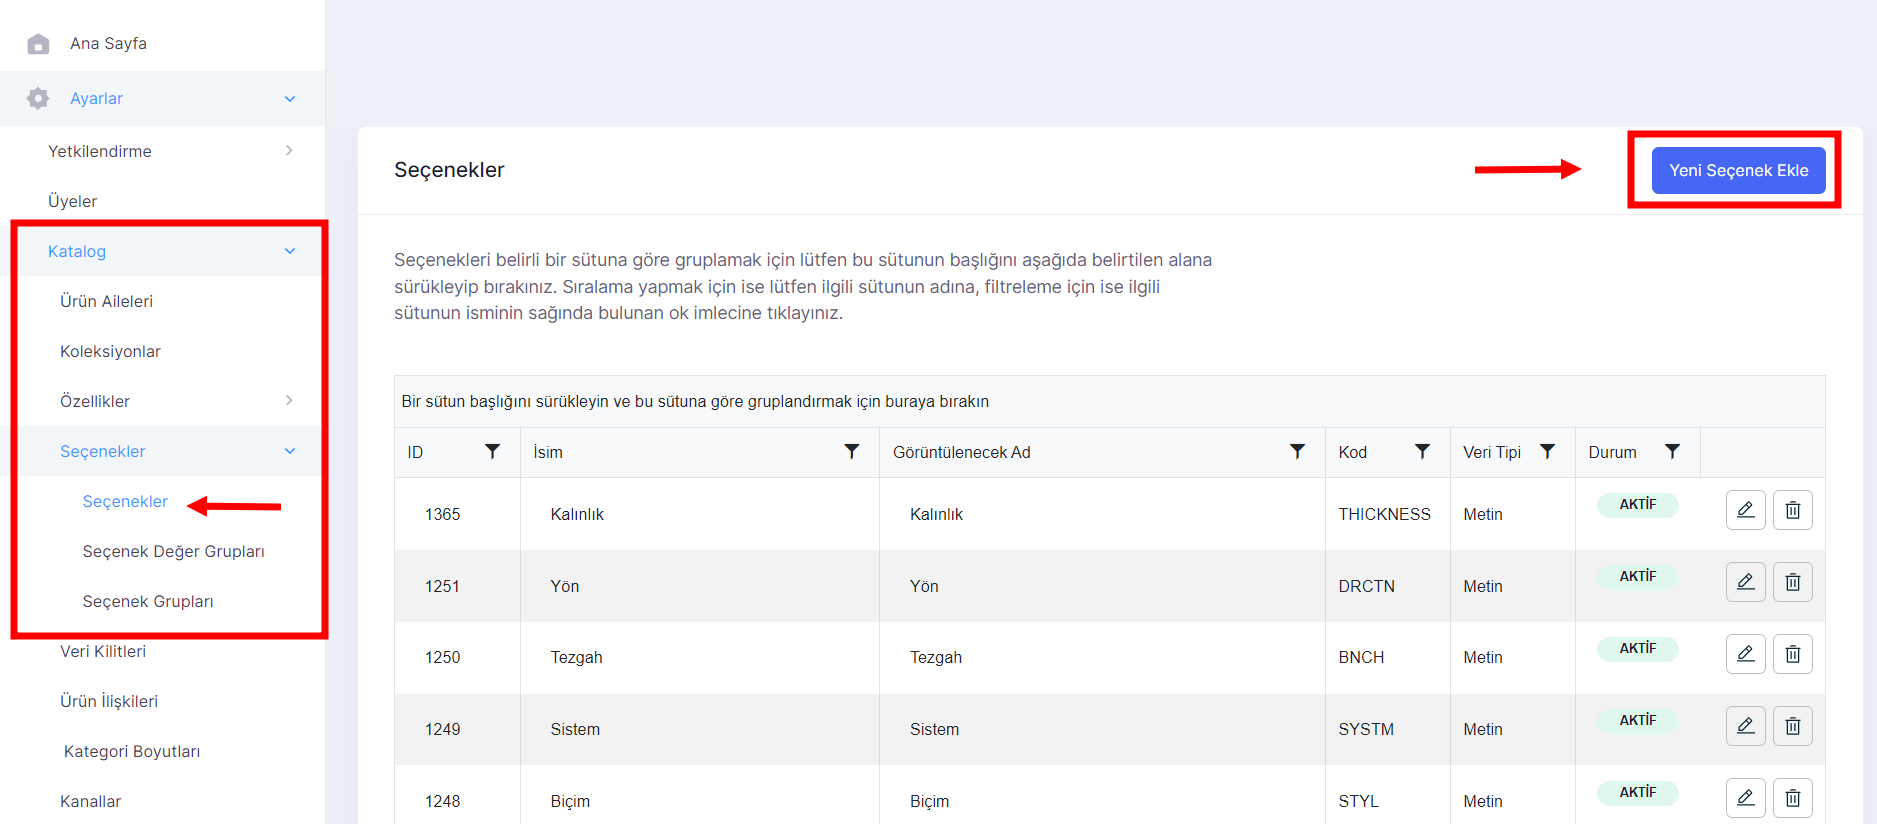 Ana Sayfa
Ayarlar
Yetkilendirme
Üyeler
Katalog
Ürün Aileleri
Koleksiyonlar
Özellikler
Seçenekler
Seçenekler
Seçenek Değer Grupları
Seçenek Grupları
Veri Kilitleri
Ürün İlişkileri
Kategori Boyutları
Kanallar
Seçenekler
Yeni Seçenek Ekle
Seçenekleri belirli bir sütuna göre gruplamak için lütfen bu sütunun başlığını aşağıda belirtilen alana
sürükleyip bırakınız. Sıralama yapmak için ise lütfen ilgili sütunun adına, filtreleme için ise ilgili
sütunun isminin sağında bulunan ok imlecine tıklayınız.
Bir sütun başlığını sürükleyin ve bu sütuna göre gruplandırmak için buraya bırakın
ID İsim Görüntülenecek Ad Kod Veri Tipi Durum
1365 Kalınlık Kalınlık THICKNESS Metin AKTİF
1251 Yön Yön DRCTN Metin AKTİF
1250 Tezgah Tezgah BNCH Metin AKTİF
1249 Sistem Sistem SYSTM Metin AKTİF
1248 Biçim Biçim STYL Metin AKTİF